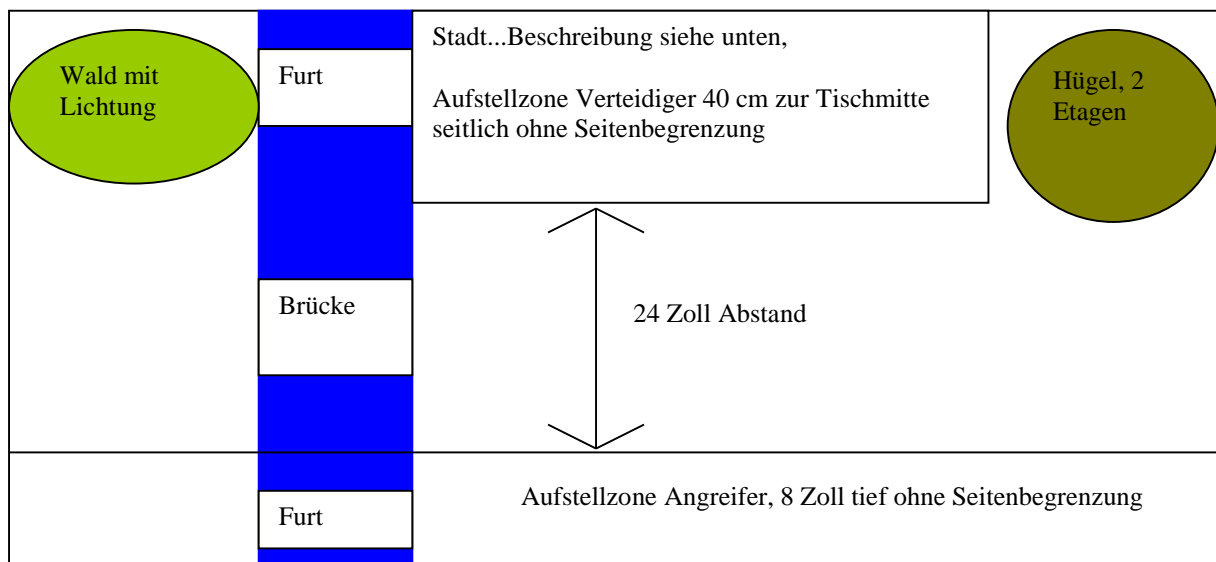 Wald mit
Lichtung
Furt
Stadt...Beschreibung siehe unten,
Aufstellzone Verteidiger 40 cm zur Tischmitte
seitlich ohne Seitenbegrenzung
Hügel, 2
Etagen
Brücke
24 Zoll Abstand
Furt
Aufstellzone Angreifer, 8 Zoll tief ohne Seitenbegrenzung